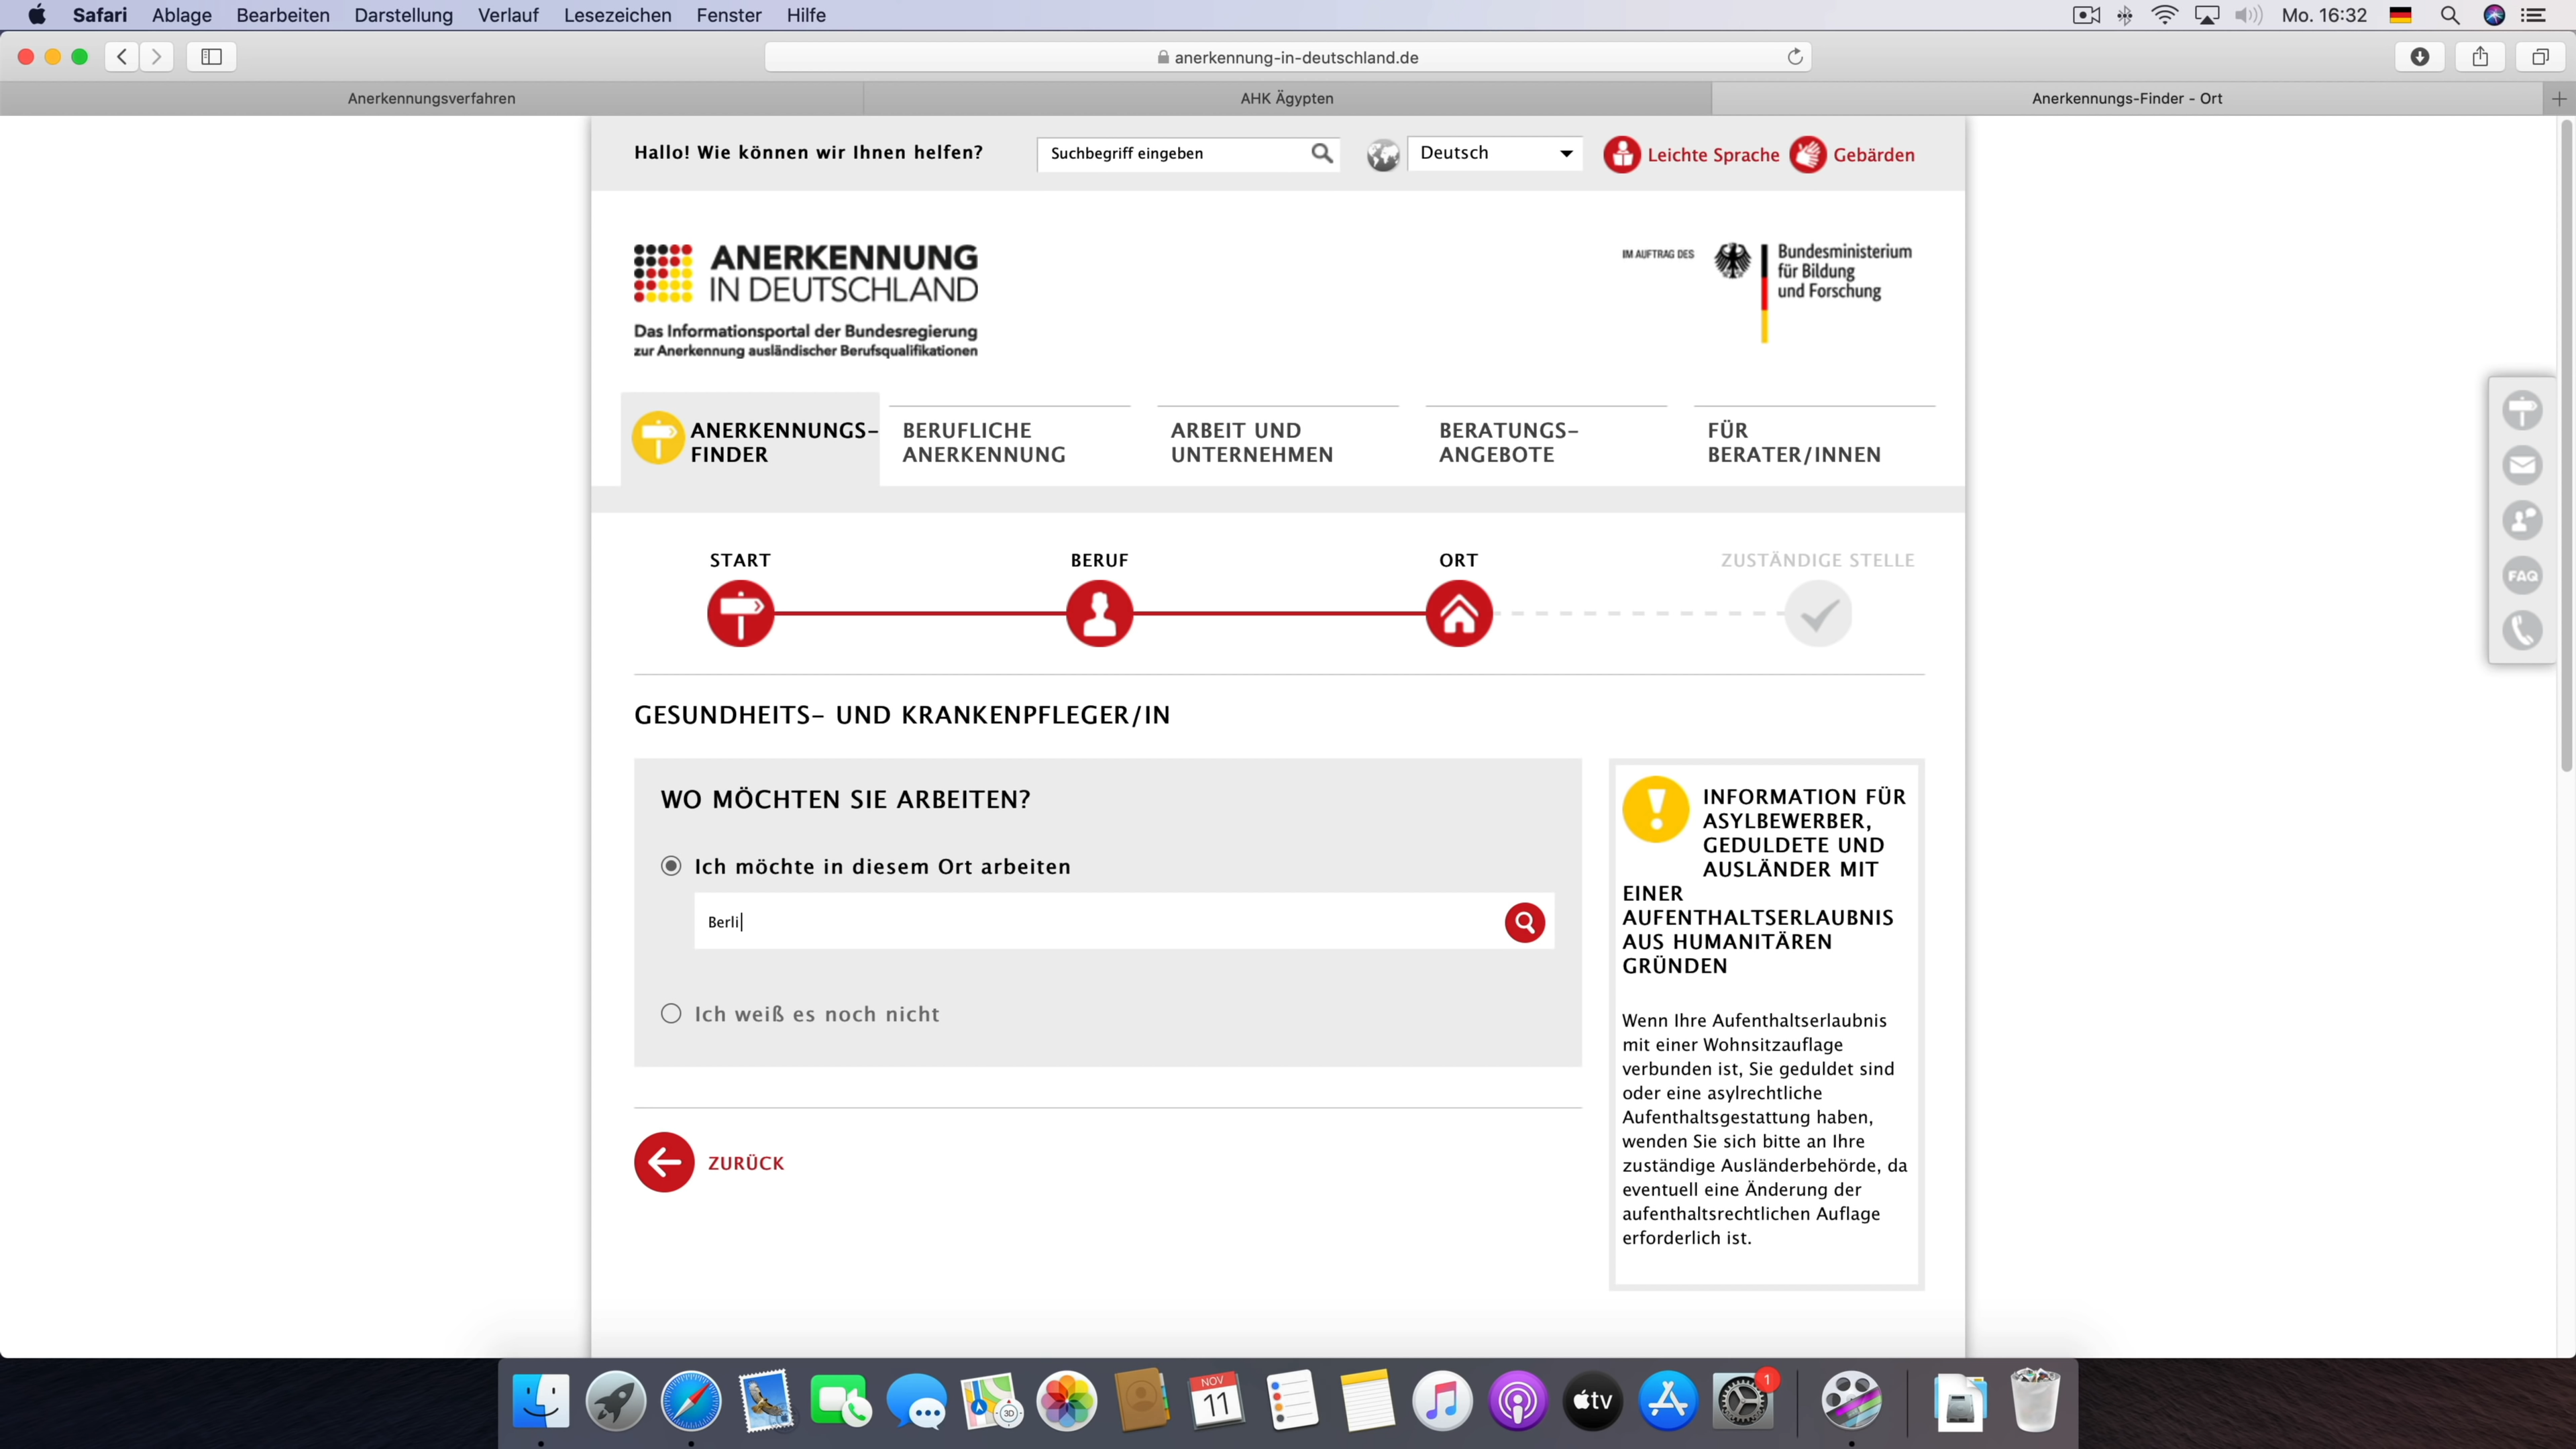 Safari Ablage Bearbeiten Darstellung Verlauf Lesezeichen Fenster Hilfe Mo. 16:32
anerkennung-in-deutschland.de
Anerkennungsverfahren AHK Ägypten Anerkennungs-Finder - Ort
Hallo! Wie können wir Ihnen helfen? Suchbegriff eingeben Deutsch Leichte Sprache Gebärden
ANERKENNUNG
IN DEUTSCHLAND
Das Informationsportal der Bundesregierung
zur Anerkennung ausländischer Berufsqualifikationen
IM AUFTRAG DES
Bundesministerium
für Bildung
und Forschung
ANERKENNUNGS-
FINDER
BERUFLICHE
ANERKENNUNG
ARBEIT UND
UNTERNEHMEN
BERATUNGS-
ANGEBOTE
FÜR
BERATER/INNEN
FAQ
START BERUF ORT ZUSTÄNDIGE STELLE
GESUNDHEITS- UND KRANKENPFLEGER/IN
WO MÖCHTEN SIE ARBEITEN?
Ich möchte in diesem Ort arbeiten
Berli
Ich weiß es noch nicht
ZURÜCK
INFORMATION FÜR
ASYLBEWERBER,
GEDULDETE UND
AUSLÄNDER MIT
EINER
AUFENTHALTSERLAUBNIS
AUS HUMANITÄREN
GRÜNDEN
Wenn Ihre Aufenthaltserlaubnis
mit einer Wohnsitzauflage
verbunden ist, Sie geduldet sind
oder eine asylrechtliche
Aufenthaltsgestattung haben,
wenden Sie sich bitte an Ihre
zuständige Ausländerbehörde, da
eventuell eine Änderung der
aufenthaltsrechtlichen Auflage
erforderlich ist.
3D
NOV
11
tv
1